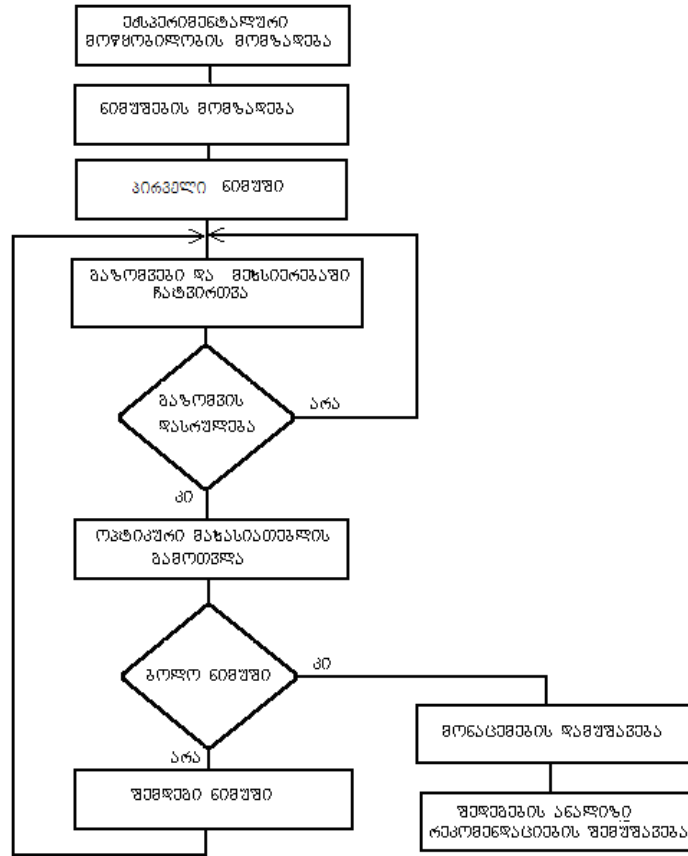 ექსპერიმენტალური
მოწყობილობის მომზადება
ნიმუშების მომზადება
პირველი ნიმუში
გაზომვები და მეხსიერებაში
ჩატვირთვა
გაზომვის
დასრულება
არა
კი
ოპტიკური მახასიათებლის
გამოთვლა
ბოლო ნიმუში
კი
მონაცემების დამუშავება
არა
შემდეგი ნიმუში
შედეგების ანალიზი
რეკომენდაციების შემუშავება